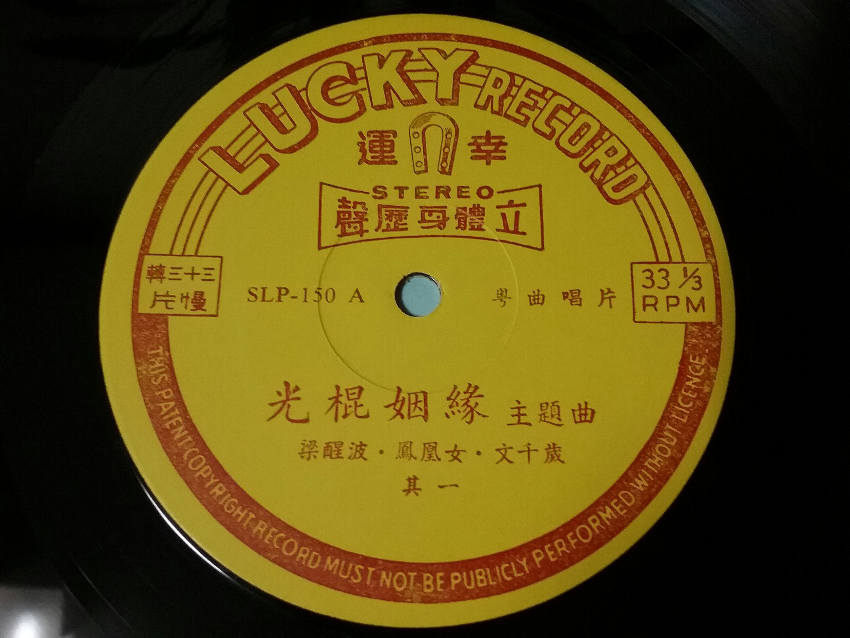 LUCKY RECORD
運幸
STEREO
聲歷身體立
轉三十三
片慢
SLP-150 A
粵曲唱片
33 1/3
RPM
光棍姻緣 主題曲
梁醒波·鳳凰女·文千歲
其一
THIS PATENT COPYRIGHT RECORD MUST NOT BE PUBLICLY PERFORMED WITHOUT LICENCE